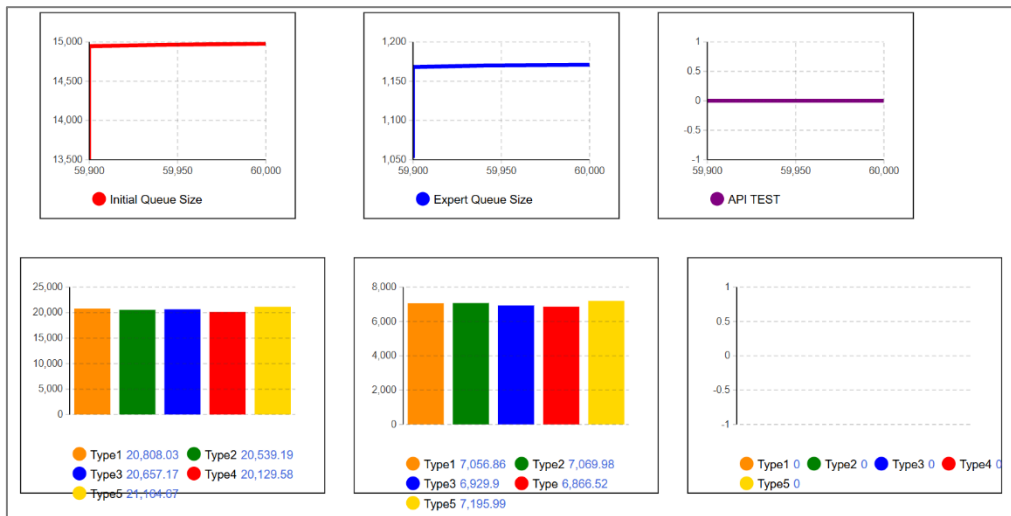 15,000
14,500
14,000
13,500
59,900 59,950 60,000
Initial Queue Size
1,200
1,150
1,100
1,050
59,900 59,950 60,000
Expert Queue Size
1
0.5
0
-0.5
-1
59,900 59,950 60,000
API TEST
25,000
20,000
15,000
10,000
5,000
0
Type1 20,808.03 Type2 20,539.19
Type3 20,657.17 Type4 20,129.58
Type5
8,000
6,000
4,000
2,000
0
Type1 7,056.86 Type2 7,069.98
Type3 6,929.9 Type 6,866.52
Type5 7,195.99
1
0.5
0
-0.5
-1
Type1 0 Type2 0 Type3 0 Type4 0
Type5 0